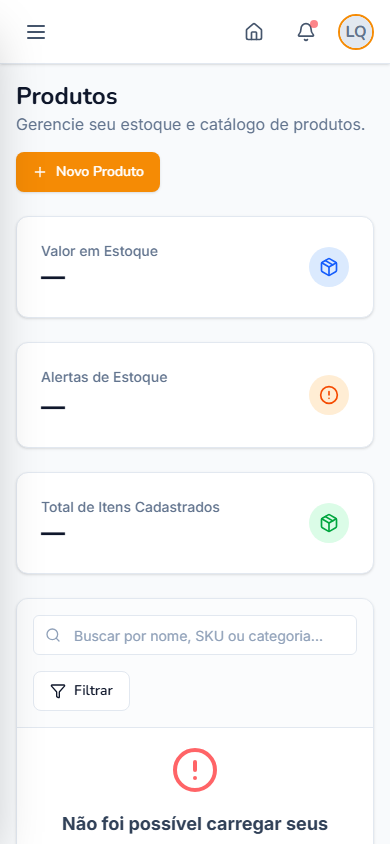 LQ
Produtos
Gerencie seu estoque e catálogo de produtos.
Novo Produto
Valor em Estoque
—
Alertas de Estoque
—
Total de Itens Cadastrados
—
Buscar por nome, SKU ou categoria...
Filtrar
Não foi possível carregar seus